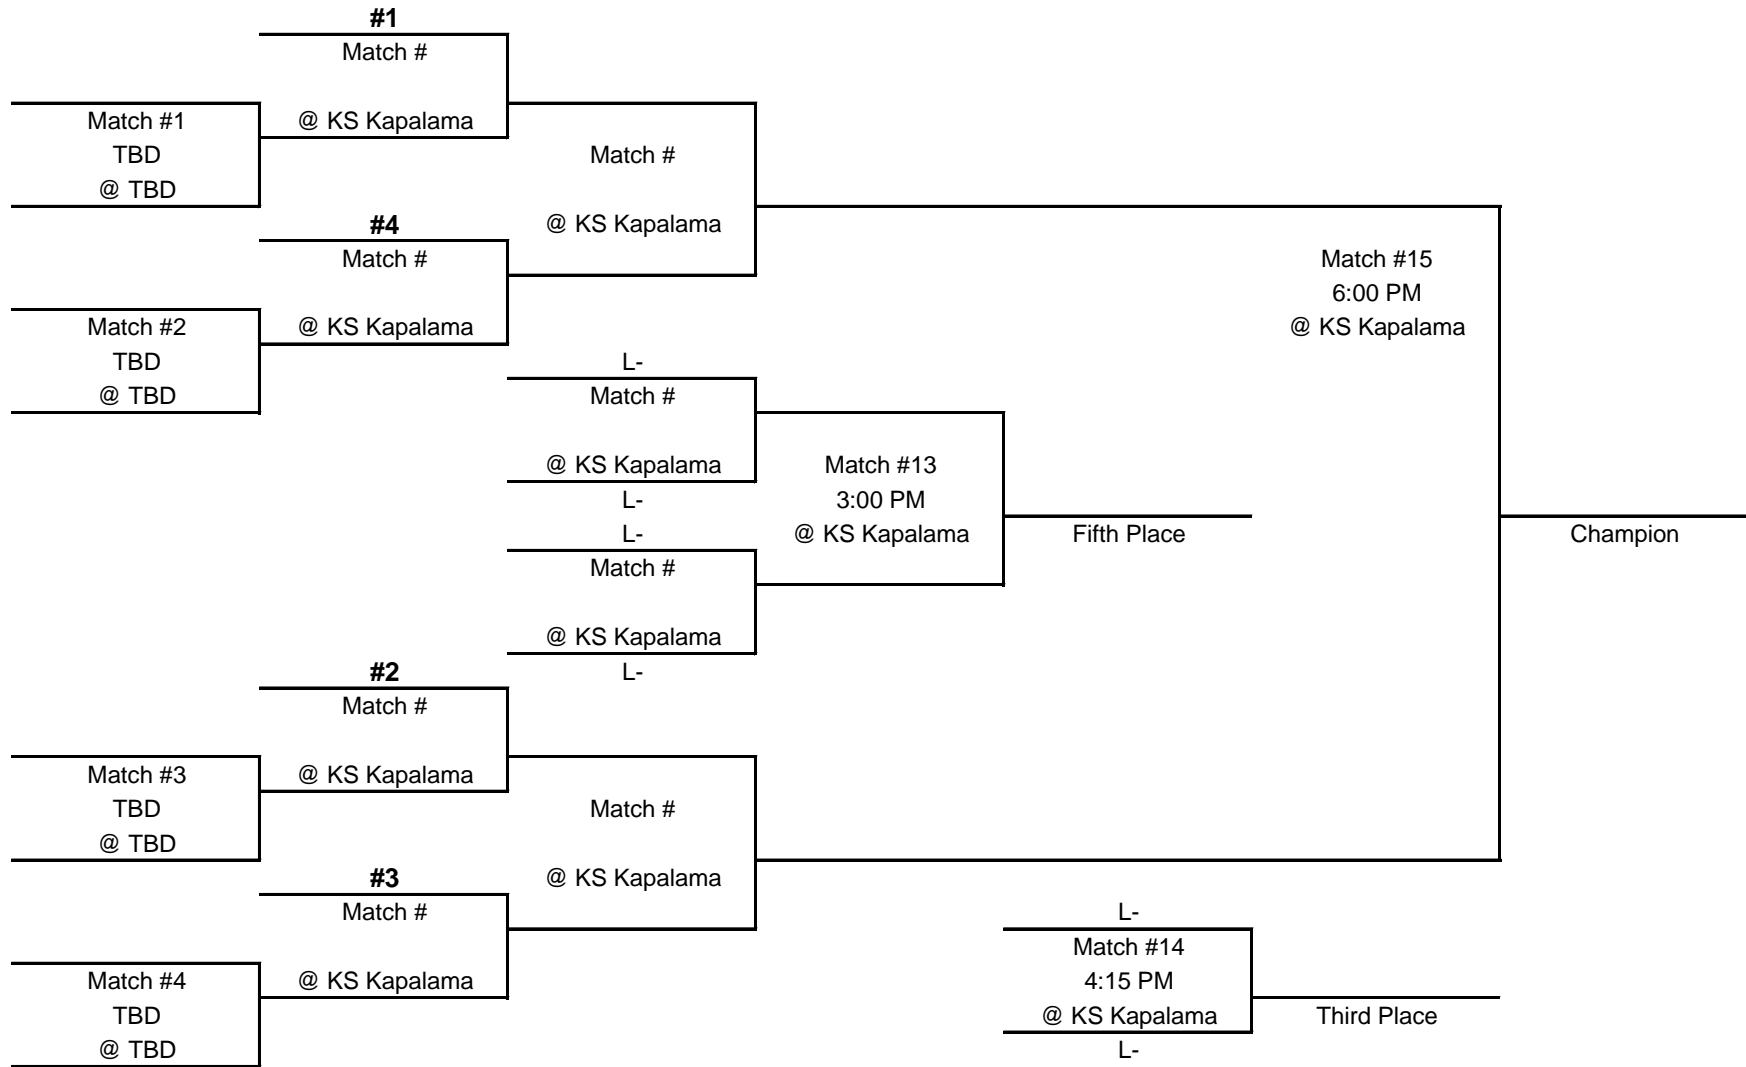 #1
Match #
@ KS Kapalama
Match #1
TBD
@ TBD
Match #
@ KS Kapalama
#4
Match #
@ KS Kapalama
Match #2
TBD
@ TBD
Match #15
6:00 PM
@ KS Kapalama
L-
Match #
@ KS Kapalama
L-
Match #13
3:00 PM
@ KS Kapalama
Fifth Place
Champion
L-
Match #
@ KS Kapalama
L-
#2
Match #
@ KS Kapalama
Match #3
TBD
@ TBD
Match #
@ KS Kapalama
#3
Match #
@ KS Kapalama
Match #4
TBD
@ TBD
L-
Match #14
4:15 PM
@ KS Kapalama
L-
Third Place